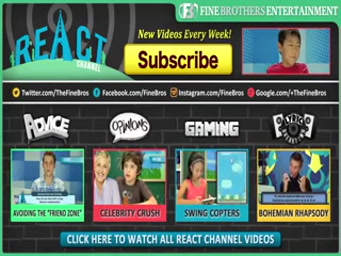 FB FINE BROTHERS ENTERTAINMENT
REACT
CHANNEL
New Videos Every Week!
Subscribe
Twitter.com/TheFineBros Facebook.com/FineBros Instagram.com/FineBros Google.com/+TheFineBros
ADVICE OPINIONS GAMING LYRIC
AVOIDING THE "FRIEND ZONE" CELEBRITY CRUSH SWING COPTERS BOHEMIAN RHAPSODY
CLICK HERE TO WATCH ALL REACT CHANNEL VIDEOS